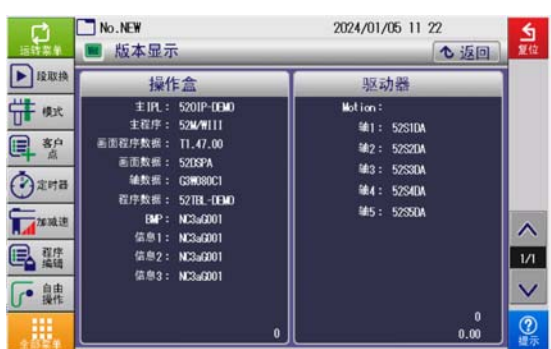 No.NEW
2024/01/05 11 22
运转菜单
版本显示
返回
复位
段取换
模式
客户点
定时器
加减速
程序编辑
自由操作
全部菜单
操作盒
主IPL: 520IP-DEMO
主程序: 52M/WIII
画面程序数据: T1.47.00
画面数据: 52DSPA
轴数据: G3W080C1
程序数据: 52TBL-DEMO
BMP: NC3aG001
信息1: NC3aG001
信息2: NC3aG001
信息3: NC3aG001
0
驱动器
Motion:
轴1: 52S1DA
轴2: 52S2DA
轴3: 52S3DA
轴4: 52S4DA
轴5: 52S5DA
0
0.00
1/1
提示